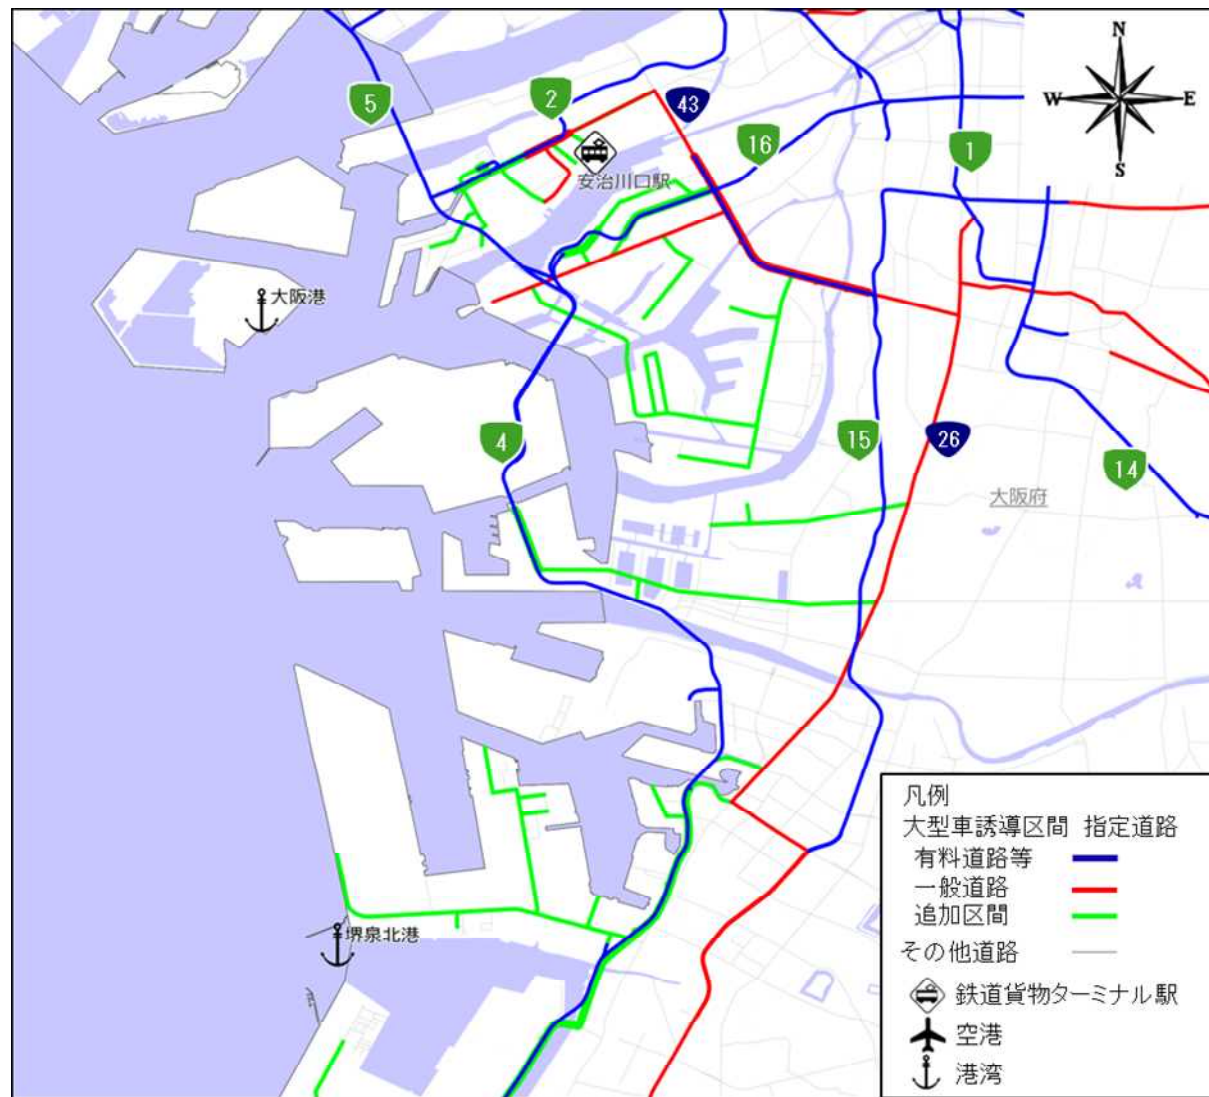 N
W E
S
5
2
43
16
1
安治川口駅
大阪港
4
15
26
14
大阪府
堺泉北港
凡例
大型車誘導区間 指定道路
有料道路等
一般道路
追加区間
その他道路
鉄道貨物ターミナル駅
空港
港湾